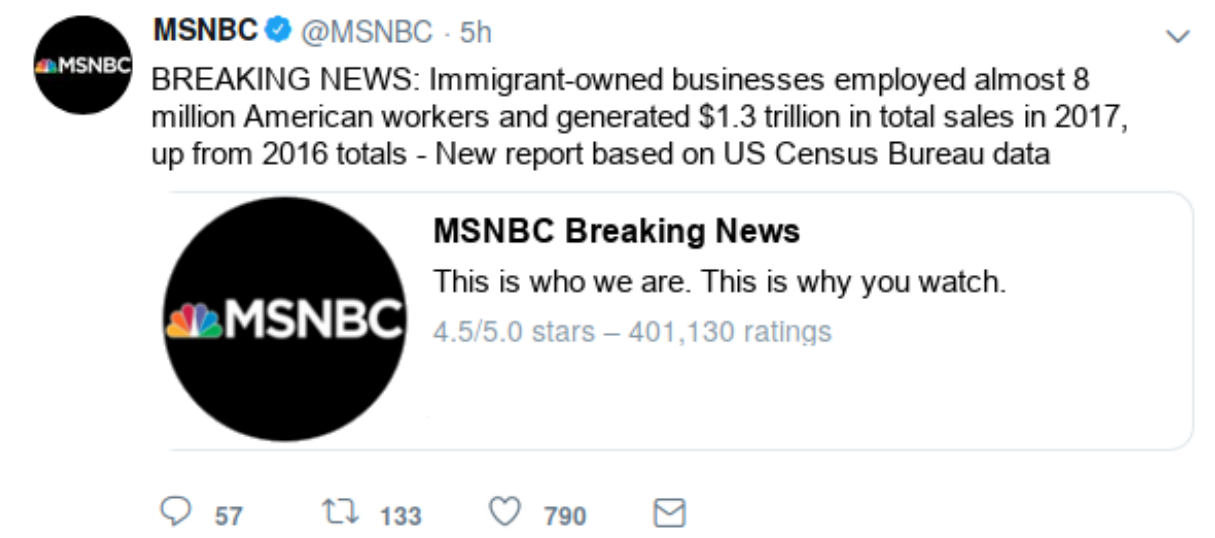 MSNBC @MSNBC · 5h
MSNBC
BREAKING NEWS: Immigrant-owned businesses employed almost 8
million American workers and generated $1.3 trillion in total sales in 2017,
up from 2016 totals - New report based on US Census Bureau data
MSNBC
MSNBC Breaking News
This is who we are. This is why you watch.
4.5/5.0 stars – 401,130 ratings
57 133 790